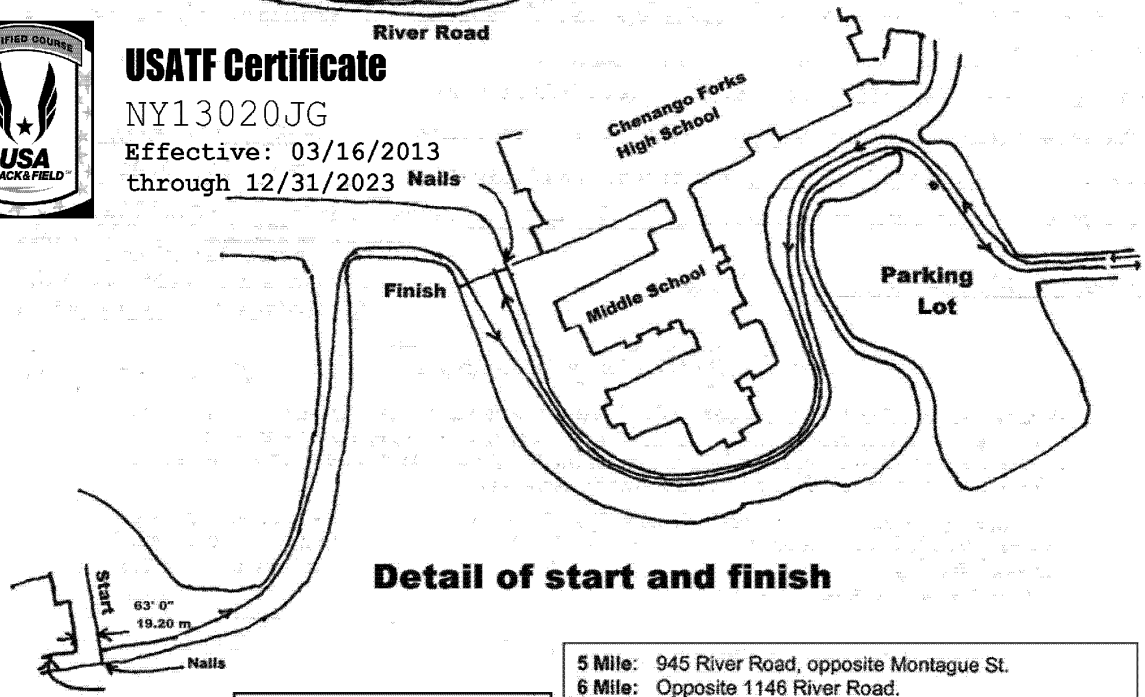 River Road
USATF Certificate
NY13020JG
Effective: 03/16/2013
through 12/31/2023
USA
Nails
Chenango Forks
High School
Finish
Middle School
Parking
Lot
Detail of start and finish
Start
63' 0"
19.20 m
Nails
5 Mile: 945 River Road, opposite Montague St.
6 Mile: Opposite 1146 River Road.